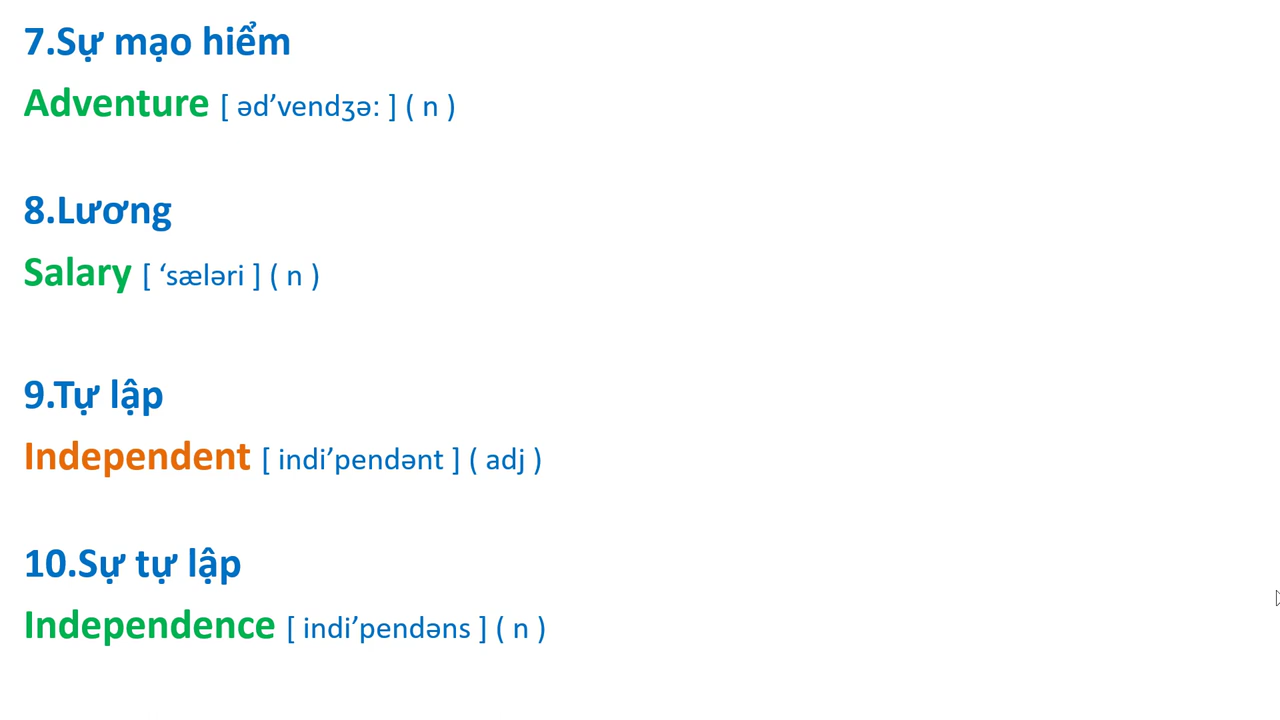 7.Sự mạo hiểm
Adventure [ əd’vendʒə: ] ( n )
8.Lương
Salary [ ‘sæləri ] ( n )
9.Tự lập
Independent [ indi’pendənt ] ( adj )
10.Sự tự lập
Independence [ indi’pendəns ] ( n )